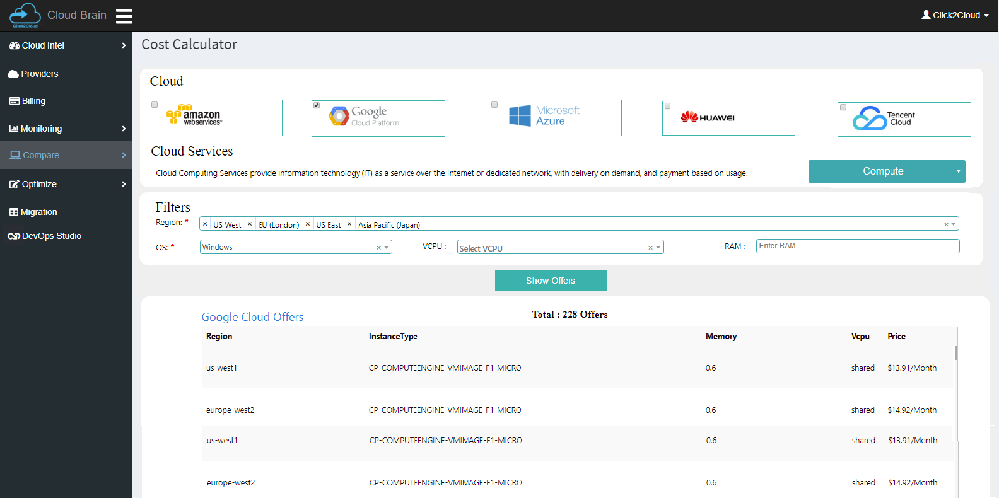 Click2Cloud
Cloud Brain
Click2Cloud
Cloud Intel
Providers
Billing
Monitoring
Compare
Optimize
Migration
DevOps Studio
Cost Calculator
Cloud
amazon
webservices™
Google
Cloud Platform
Microsoft
Azure
HUAWEI
Tencent
Cloud
Cloud Services
Cloud Computing Services provide information technology (IT) as a service over the Internet or dedicated network, with delivery on demand, and payment based on usage.
Compute
Filters
Region: * × US West × EU (London) × US East × Asia Pacific (Japan) ×
OS: * Windows × VCPU : Select VCPU × RAM : Enter RAM
Show Offers
Google Cloud Offers
Total : 228 Offers
Region InstanceType Memory Vcpu Price
us-west1 CP-COMPUTEENGINE-VMIMAGE-F1-MICRO 0.6 shared $13.91/Month
europe-west2 CP-COMPUTEENGINE-VMIMAGE-F1-MICRO 0.6 shared $14.92/Month
us-west1 CP-COMPUTEENGINE-VMIMAGE-F1-MICRO 0.6 shared $13.91/Month
europe-west2 CP-COMPUTEENGINE-VMIMAGE-F1-MICRO 0.6 shared $14.92/Month